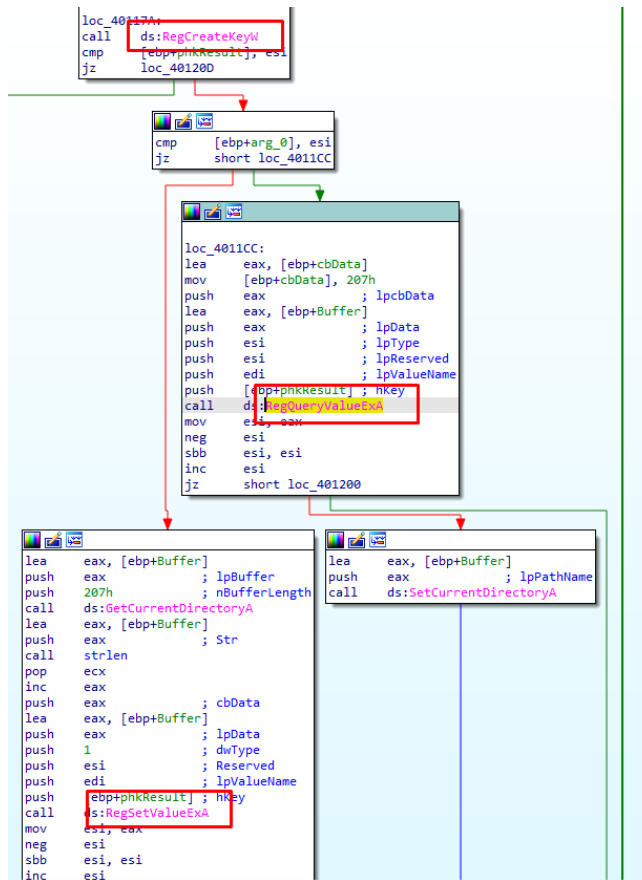 loc_40117A:
call ds:RegCreateKeyW
cmp [ebp+phkResult], esi
jz loc_40120D
cmp [ebp+arg_0], esi
jz short loc_4011CC
loc_4011CC:
lea eax, [ebp+cbData]
mov [ebp+cbData], 207h
push eax ; lpcbData
lea eax, [ebp+Buffer]
push eax ; lpData
push esi ; lpType
push esi ; lpReserved
push edi ; lpValueName
push [ebp+phkResult] ; hKey
call ds:RegQueryValueExA
mov esi, eax
neg esi
sbb esi, esi
inc esi
jz short loc_401200
lea eax, [ebp+Buffer]
push eax ; lpBuffer
push 207h ; nBufferLength
call ds:GetCurrentDirectoryA
lea eax, [ebp+Buffer]
push eax ; Str
call strlen
pop ecx
inc eax
push eax ; cbData
lea eax, [ebp+Buffer]
push eax ; lpData
push 1 ; dwType
push esi ; Reserved
push edi ; lpValueName
push [ebp+phkResult] ; hKey
call ds:RegSetValueExA
mov esi, eax
neg esi
sbb esi, esi
inc esi
lea eax, [ebp+Buffer]
push eax ; lpPathName
call ds:SetCurrentDirectoryA